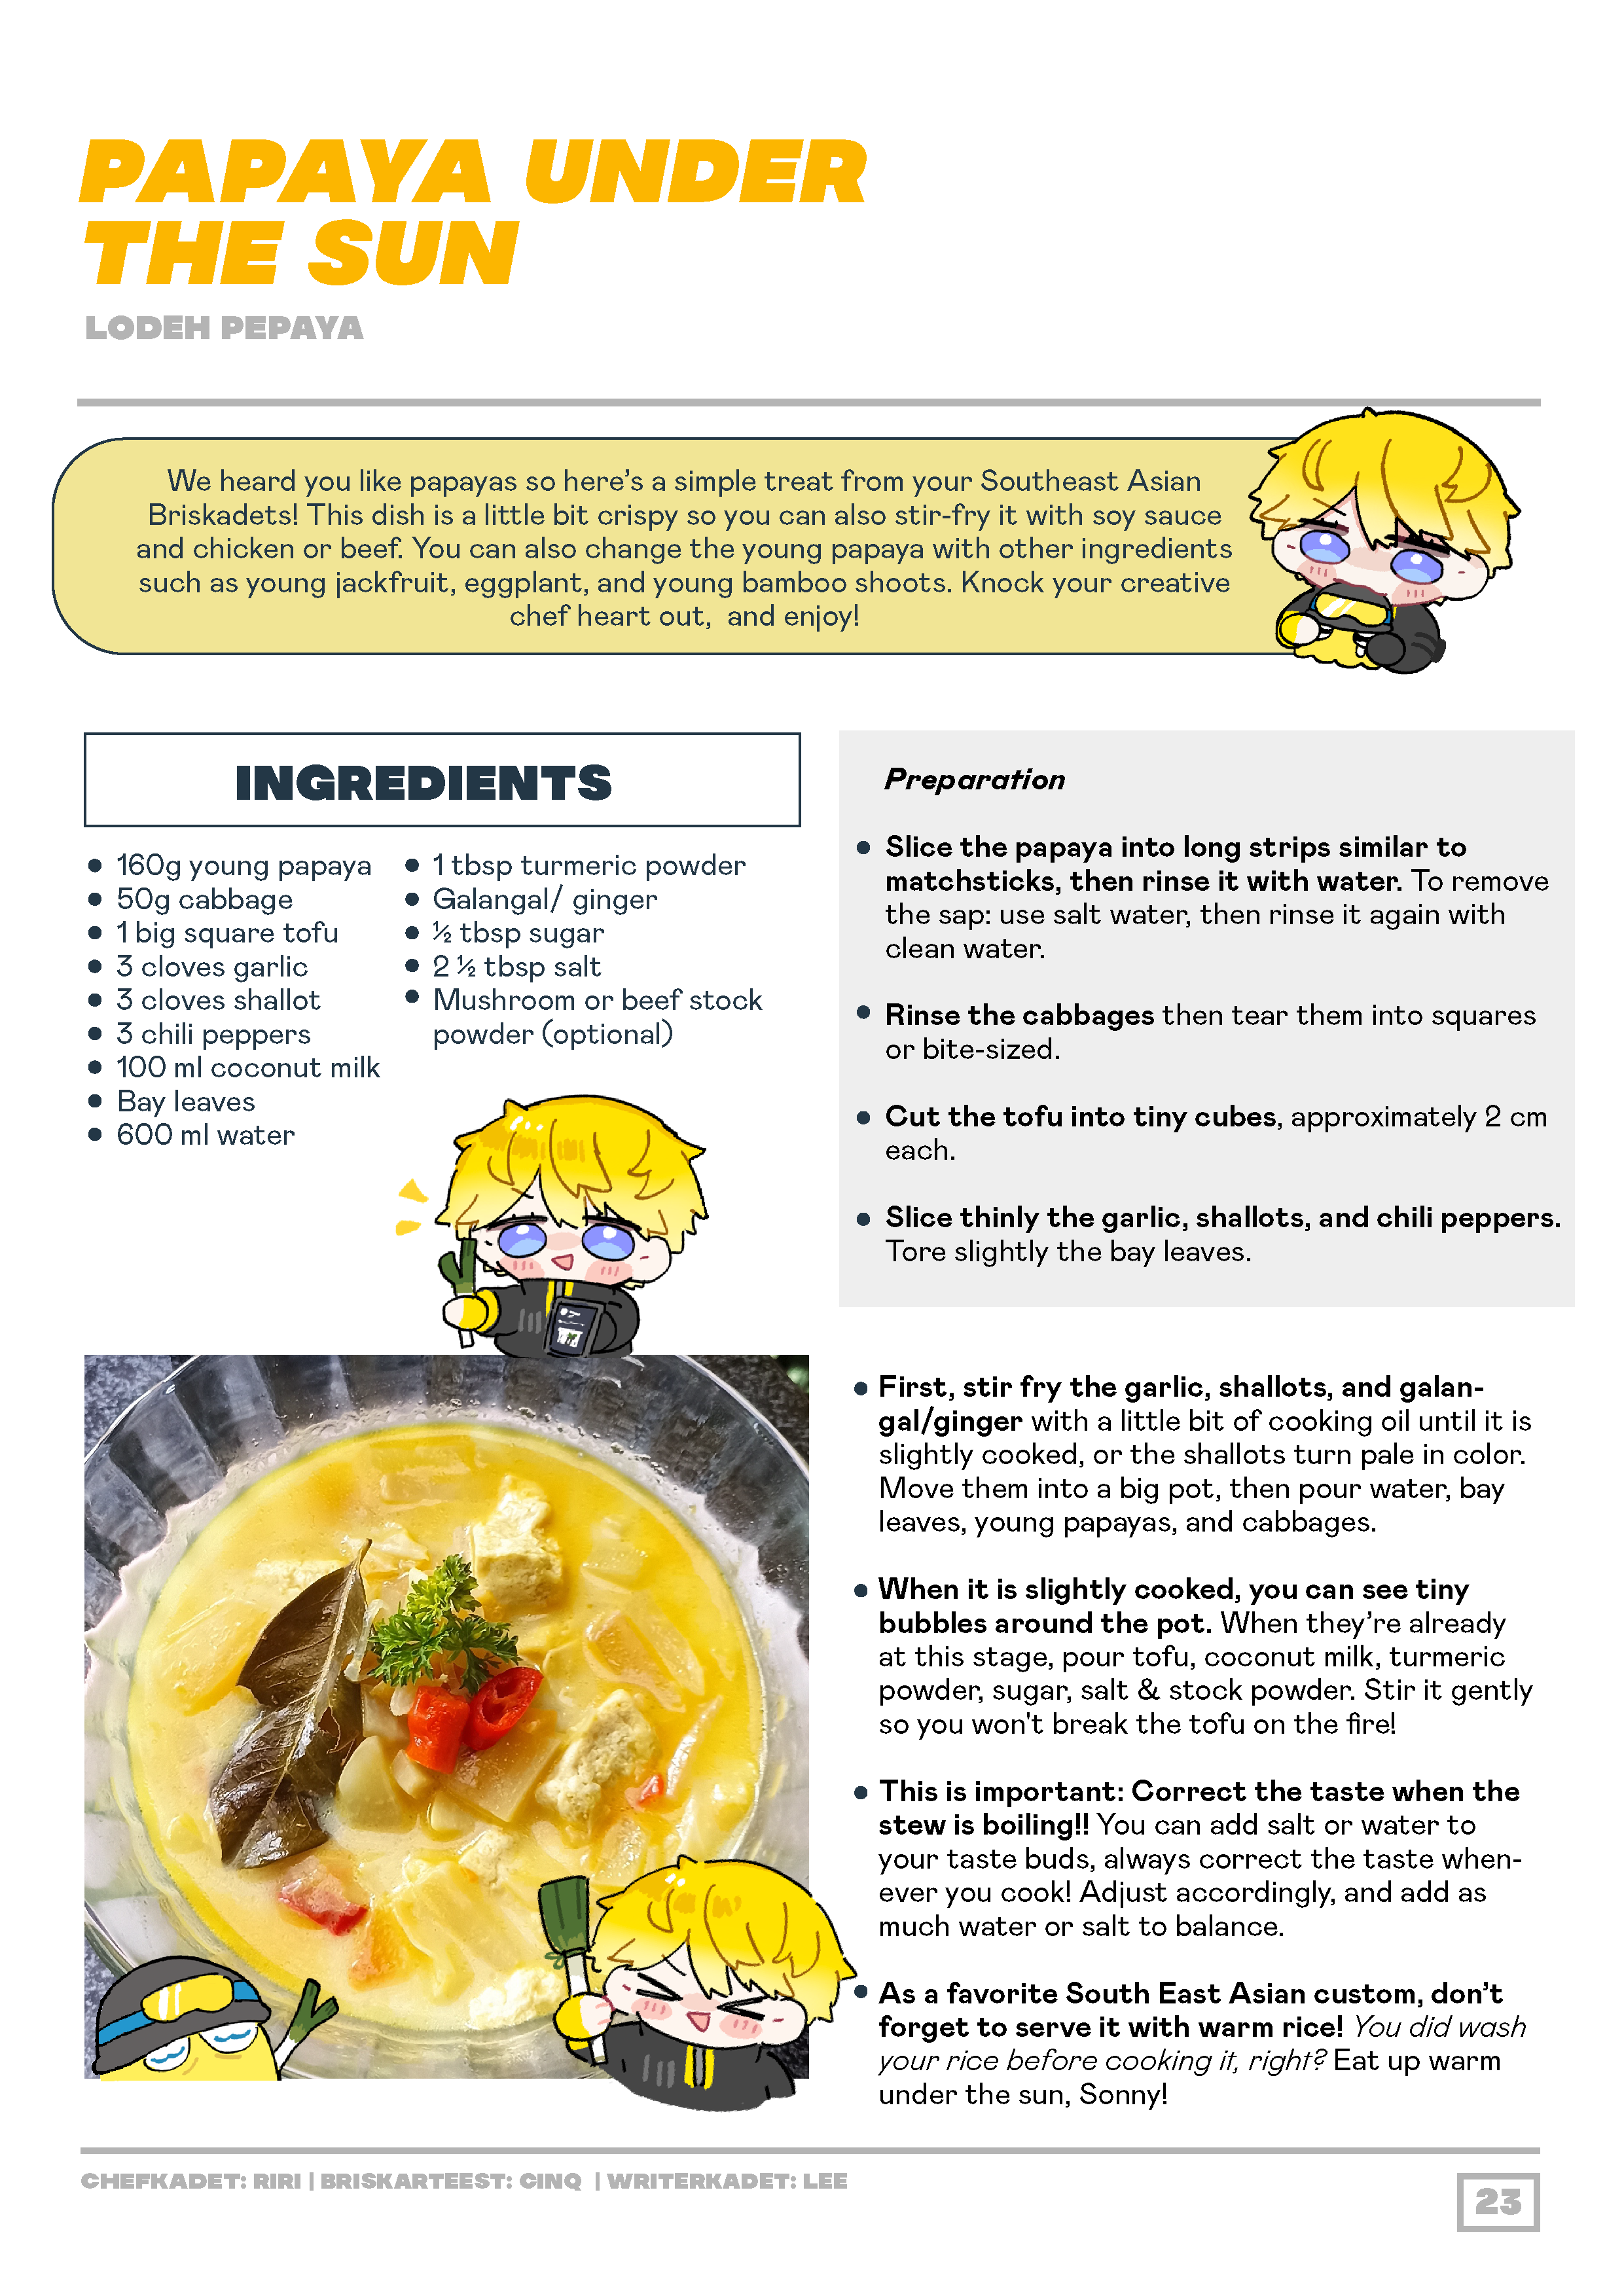 PAPAYA UNDER
THE SUN
LODEH PEPAYA
We heard you like papayas so here's a simple treat from your Southeast Asian
Briskadets! This dish is a little bit crispy so you can also stir-fry it with soy sauce
and chicken or beef. You can also change the young papaya with other ingredients
such as young jackfruit, eggplant, and young bamboo shoots. Knock your creative
chef heart out,  and enjoy!
INGREDIENTS
• 160g young papaya
• 50g cabbage
• 1 big square tofu
• 3 cloves garlic
• 3 cloves shallot
• 3 chili peppers
• 100 ml coconut milk
• Bay leaves
• 600 ml water
• 1 tbsp turmeric powder
• Galangal/ ginger
• ½ tbsp sugar
• 2 ½ tbsp salt
• Mushroom or beef stock
powder (optional)
Preparation
• Slice the papaya into long strips similar to
matchsticks, then rinse it with water. To remove
the sap: use salt water, then rinse it again with
clean water.
• Rinse the cabbages then tear them into squares
or bite-sized.
• Cut the tofu into tiny cubes, approximately 2 cm
each.
• Slice thinly the garlic, shallots, and chili peppers.
Tore slightly the bay leaves.
• First, stir fry the garlic, shallots, and galan-
gal/ginger with a little bit of cooking oil until it is
slightly cooked, or the shallots turn pale in color.
Move them into a big pot, then pour water, bay
leaves, young papayas, and cabbages.
• When it is slightly cooked, you can see tiny
bubbles around the pot. When they're already
at this stage, pour tofu, coconut milk, turmeric
powder, sugar, salt & stock powder. Stir it gently
so you won't break the tofu on the fire!
• This is important: Correct the taste when the
stew is boiling!! You can add salt or water to
your taste buds, always correct the taste when-
ever you cook! Adjust accordingly, and add as
much water or salt to balance.
• As a favorite South East Asian custom, don't
forget to serve it with warm rice! You did wash
your rice before cooking it, right? Eat up warm
under the sun, Sonny!
CHEFKADET: RIRI | BRISKARTEEST: CINQ  | WRITERKADET: LEE
23